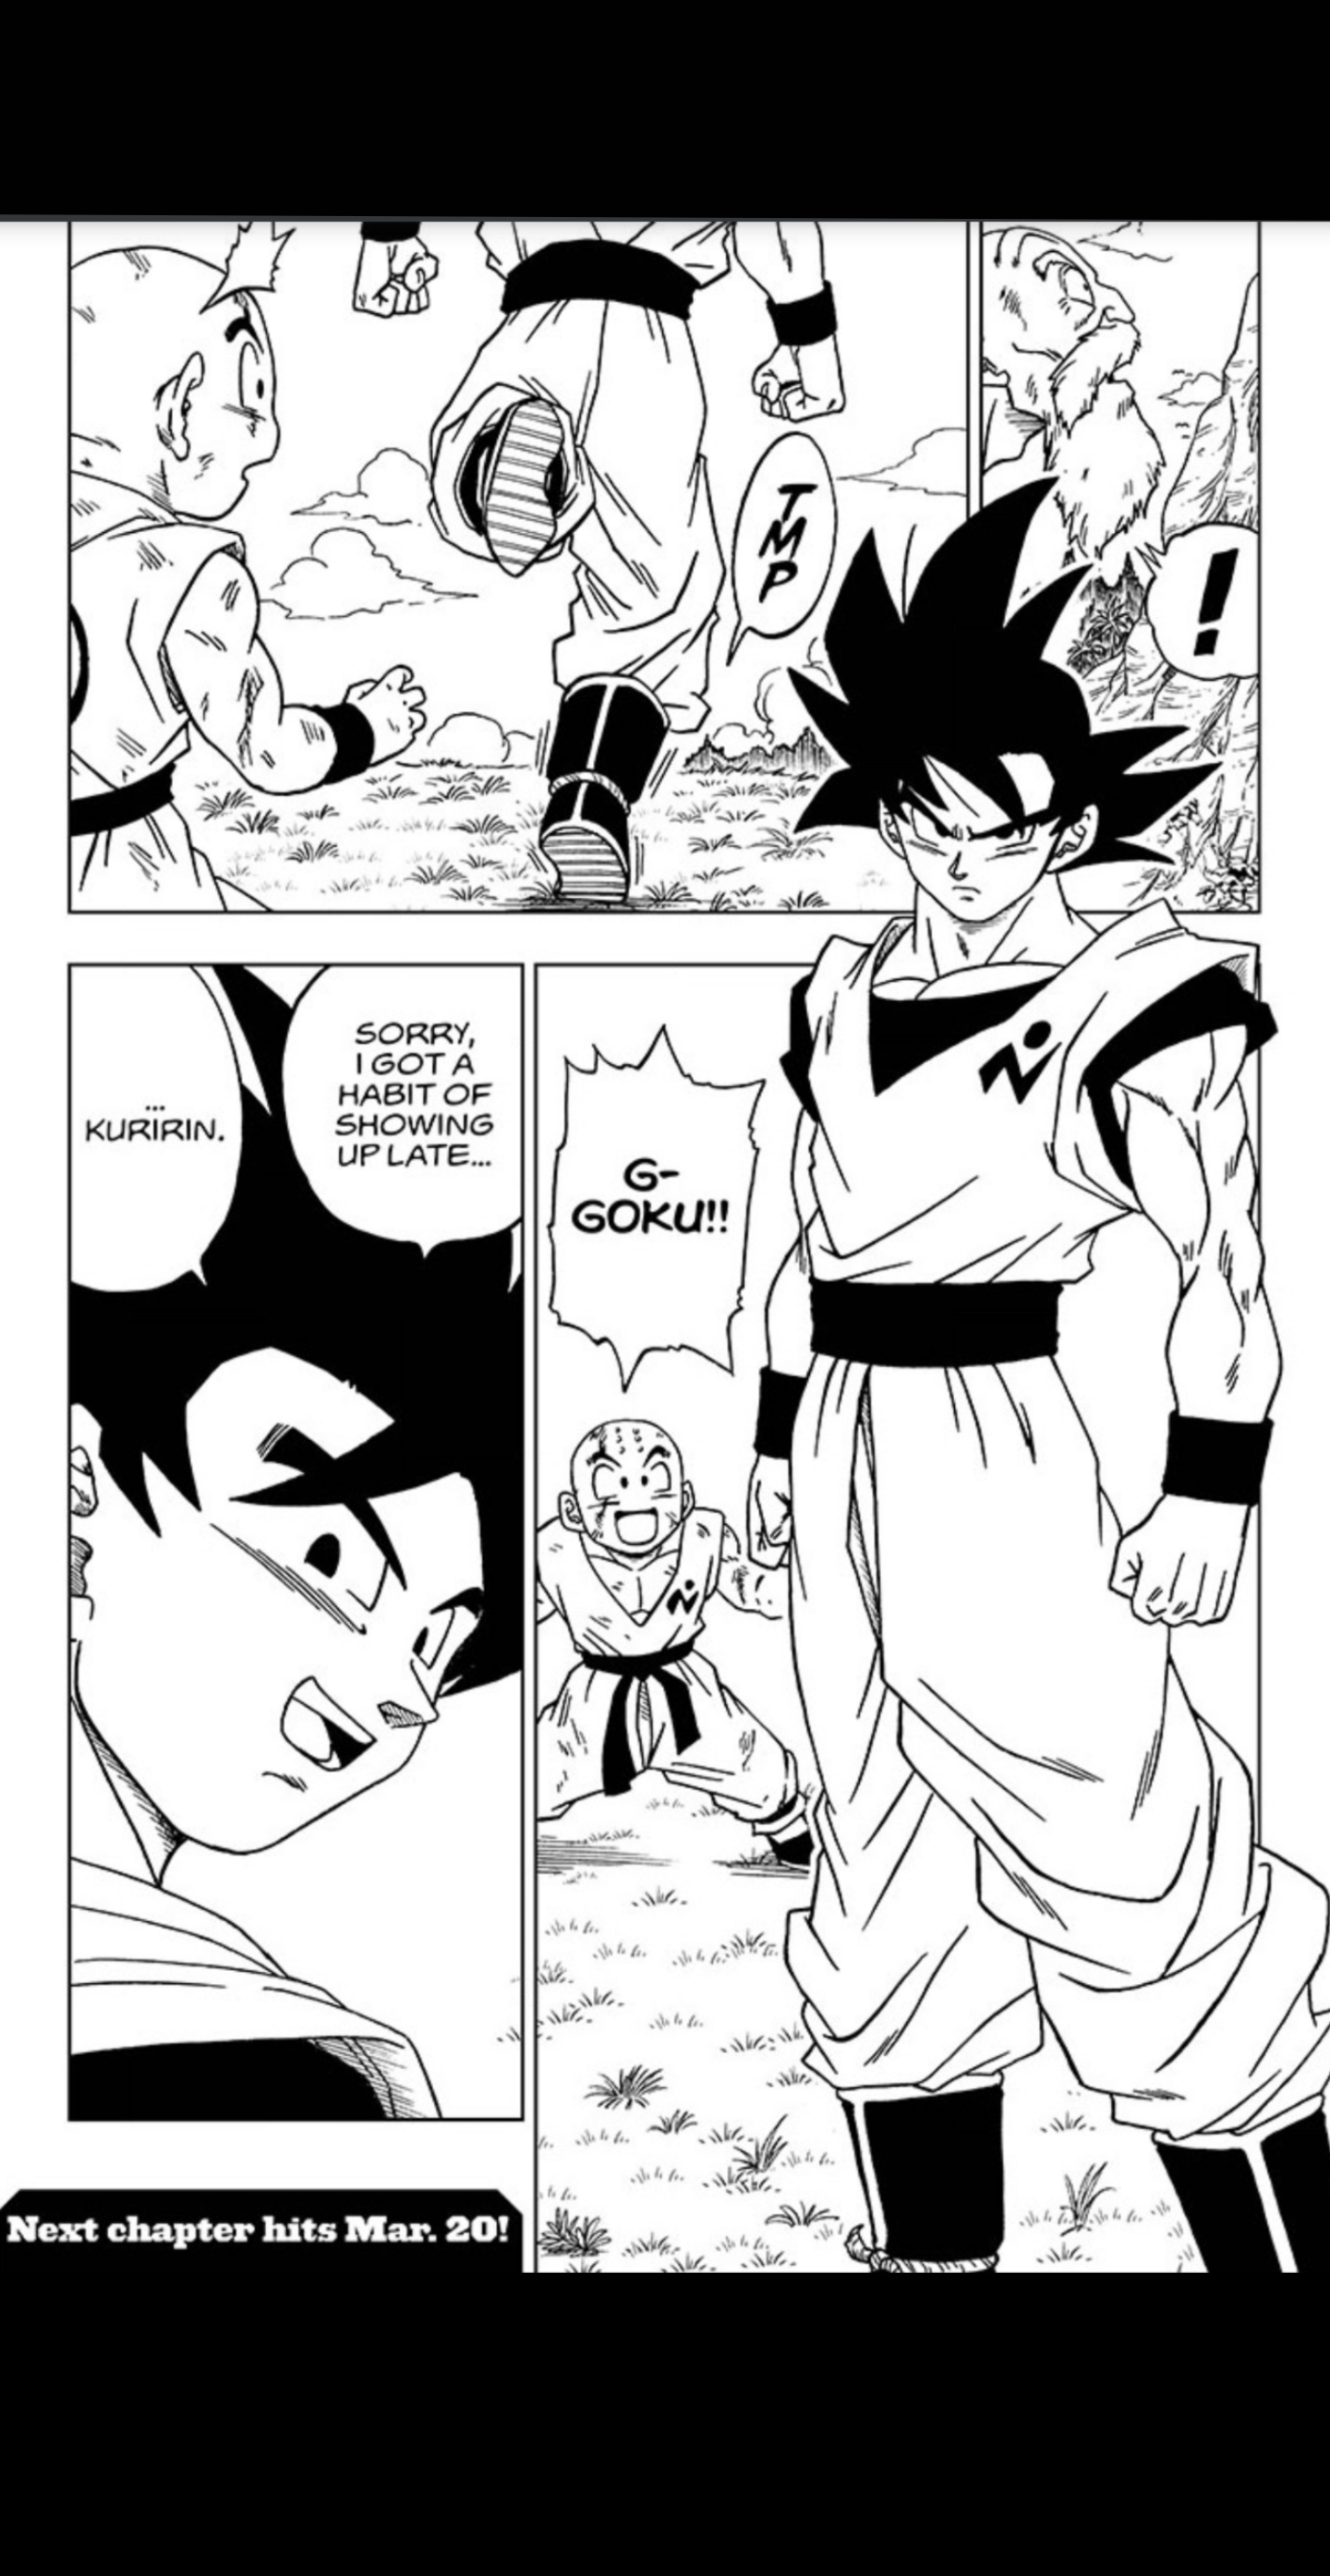 TMP
!
G-
GOKU!!
SORRY,
I GOT A
HABIT OF
SHOWING
UP LATE...
...
KURIRIN.
Next chapter hits Mar. 20!